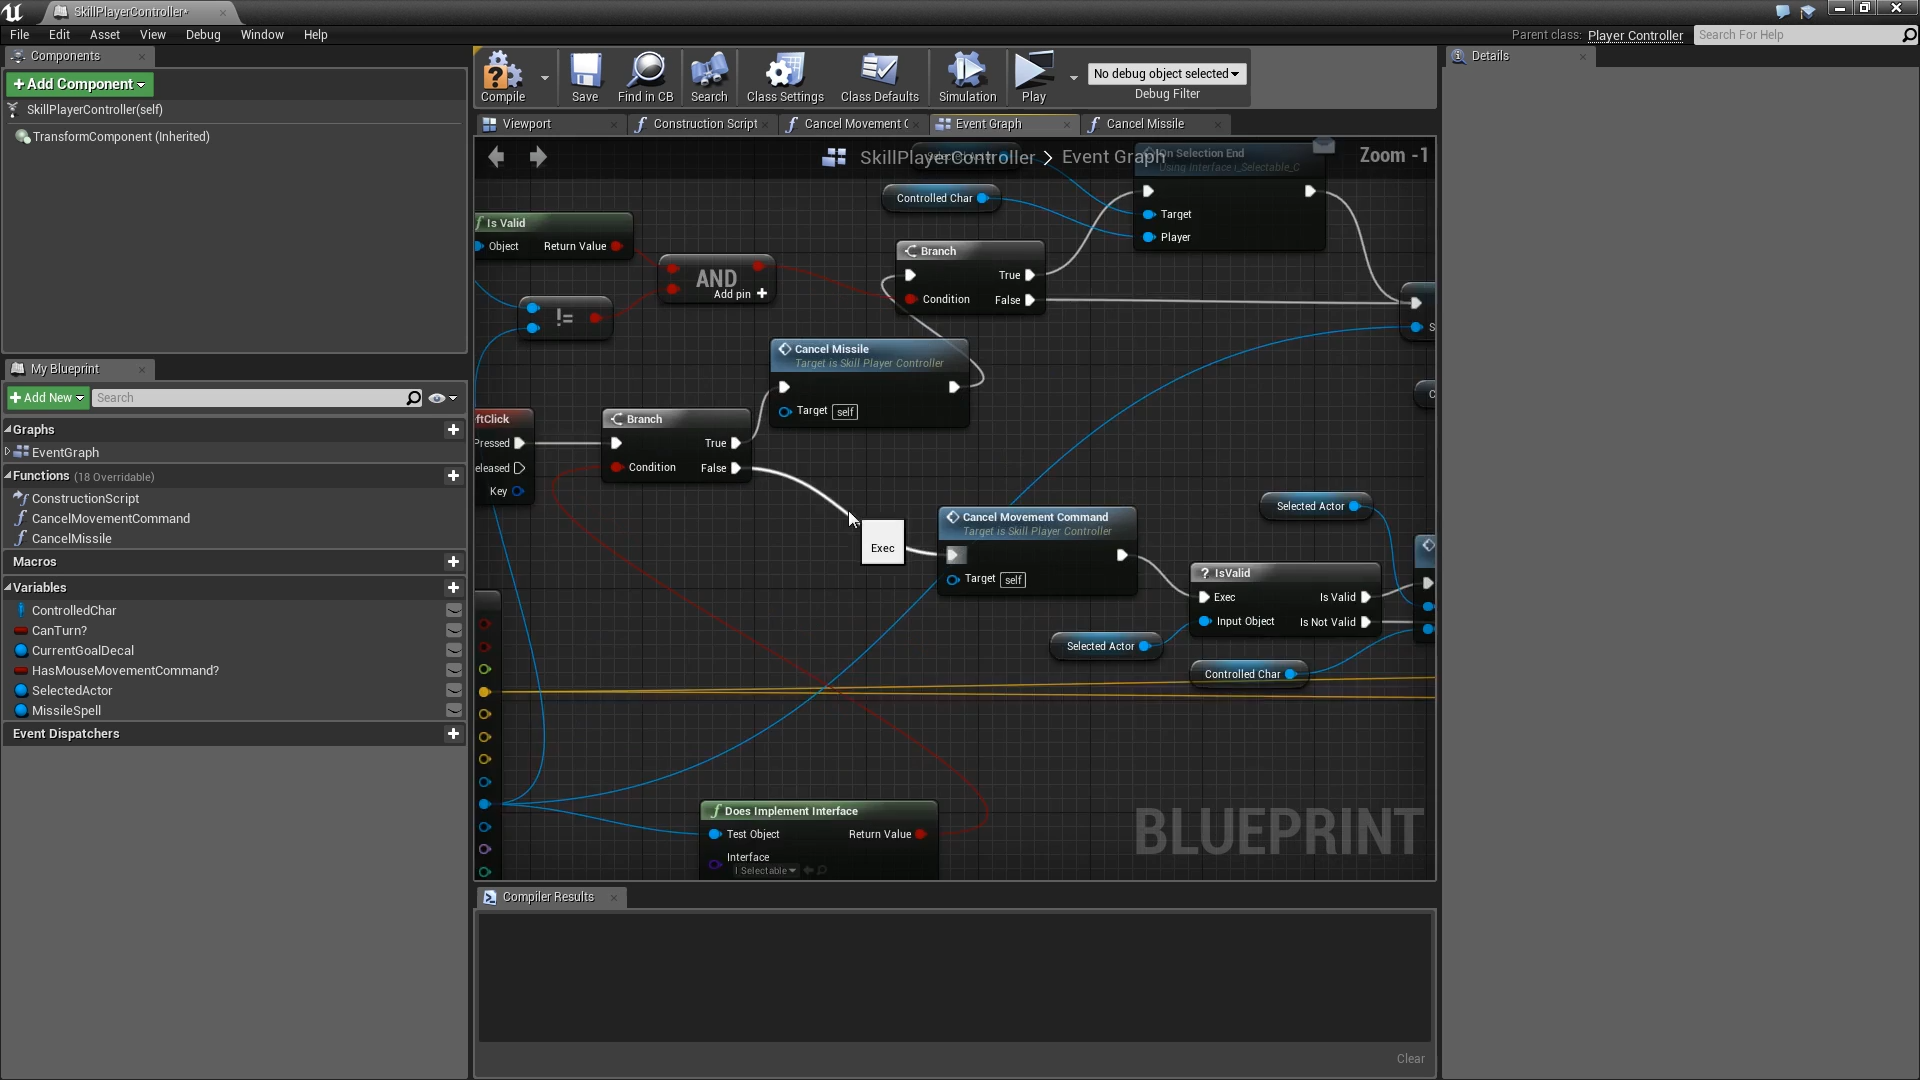 SkillPlayerController*
File Edit Asset View Debug Window Help
Parent class: Player Controller
Search For Help
Components
+Add Component
SkillPlayerController(self)
TransformComponent (Inherited)
My Blueprint
+Add New
Search
Graphs
EventGraph
Functions (18 Overridable)
ConstructionScript
CancelMovementCommand
CancelMissile
Macros
Variables
ControlledChar
CanTurn?
CurrentGoalDecal
HasMouseMovementCommand?
SelectedActor
MissileSpell
Event Dispatchers
Compile
Save
Find in CB
Search
Class Settings
Class Defaults
Simulation
Play
No debug object selected
Debug Filter
Viewport
Construction Script
Cancel Movement C
Event Graph
Cancel Missile
SkillPlayerController > Event Graph
Zoom -1
On Selection End
Using Interface i_Selectable_C
Target
Player
Controlled Char
Is Valid
Object Return Value
AND
Add pin +
!=
Branch
True
Condition False
Cancel Missile
Target is Skill Player Controller
Target self
ftClick
Pressed
eleased
Key
Branch
True
Condition False
Exec
Cancel Movement Command
Target is Skill Player Controller
Target self
Selected Actor
? IsValid
Exec Is Valid
Input Object Is Not Valid
Selected Actor
Controlled Char
Does Implement Interface
Test Object Return Value
Interface
I Selectable
BLUEPRINT
Compiler Results
Clear
Details